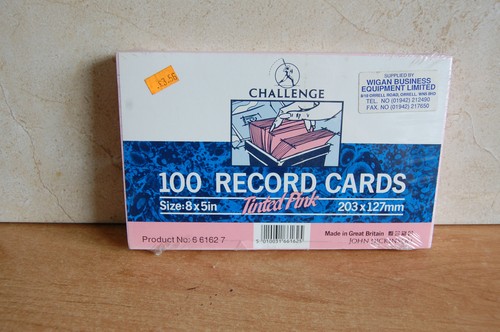 £3.56
CHALLENGE
SUPPLIED BY
WIGAN BUSINESS
EQUIPMENT LIMITED
TEL. NO (01942) 212490
FAX. NO (01942) 217650
100 RECORD CARDS
Size: 8 x 5in
Tinted Pink
203 x 127mm
Product No: 6 6162 7
Made in Great Britain
JOHN DICKINSON